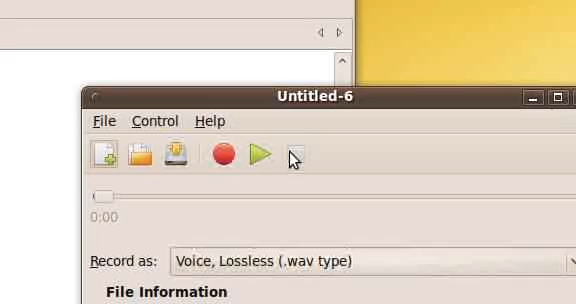 Untitled-6
File Control Help
0:00
Record as: Voice, Lossless (.wav type)
File Information